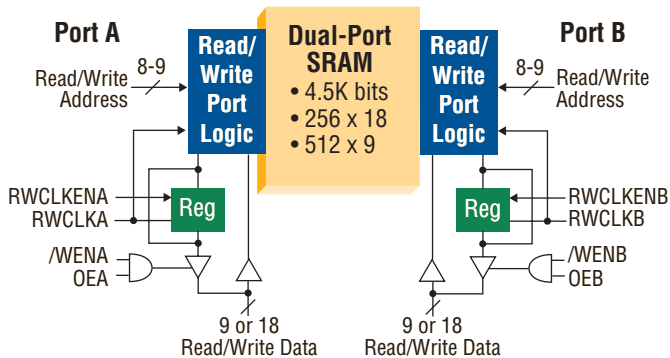 Port A
8-9
Read/Write
Address
RWCLKENA
RWCLKA
/WENA
OEA
Read/
Write
Port
Logic
Reg
9 or 18
Read/Write Data
Dual-Port
SRAM
• 4.5K bits
• 256 x 18
• 512 x 9
Read/
Write
Port
Logic
Reg
9 or 18
Read/Write Data
Port B
8-9
Read/Write
Address
RWCLKENB
RWCLKB
/WENB
OEB